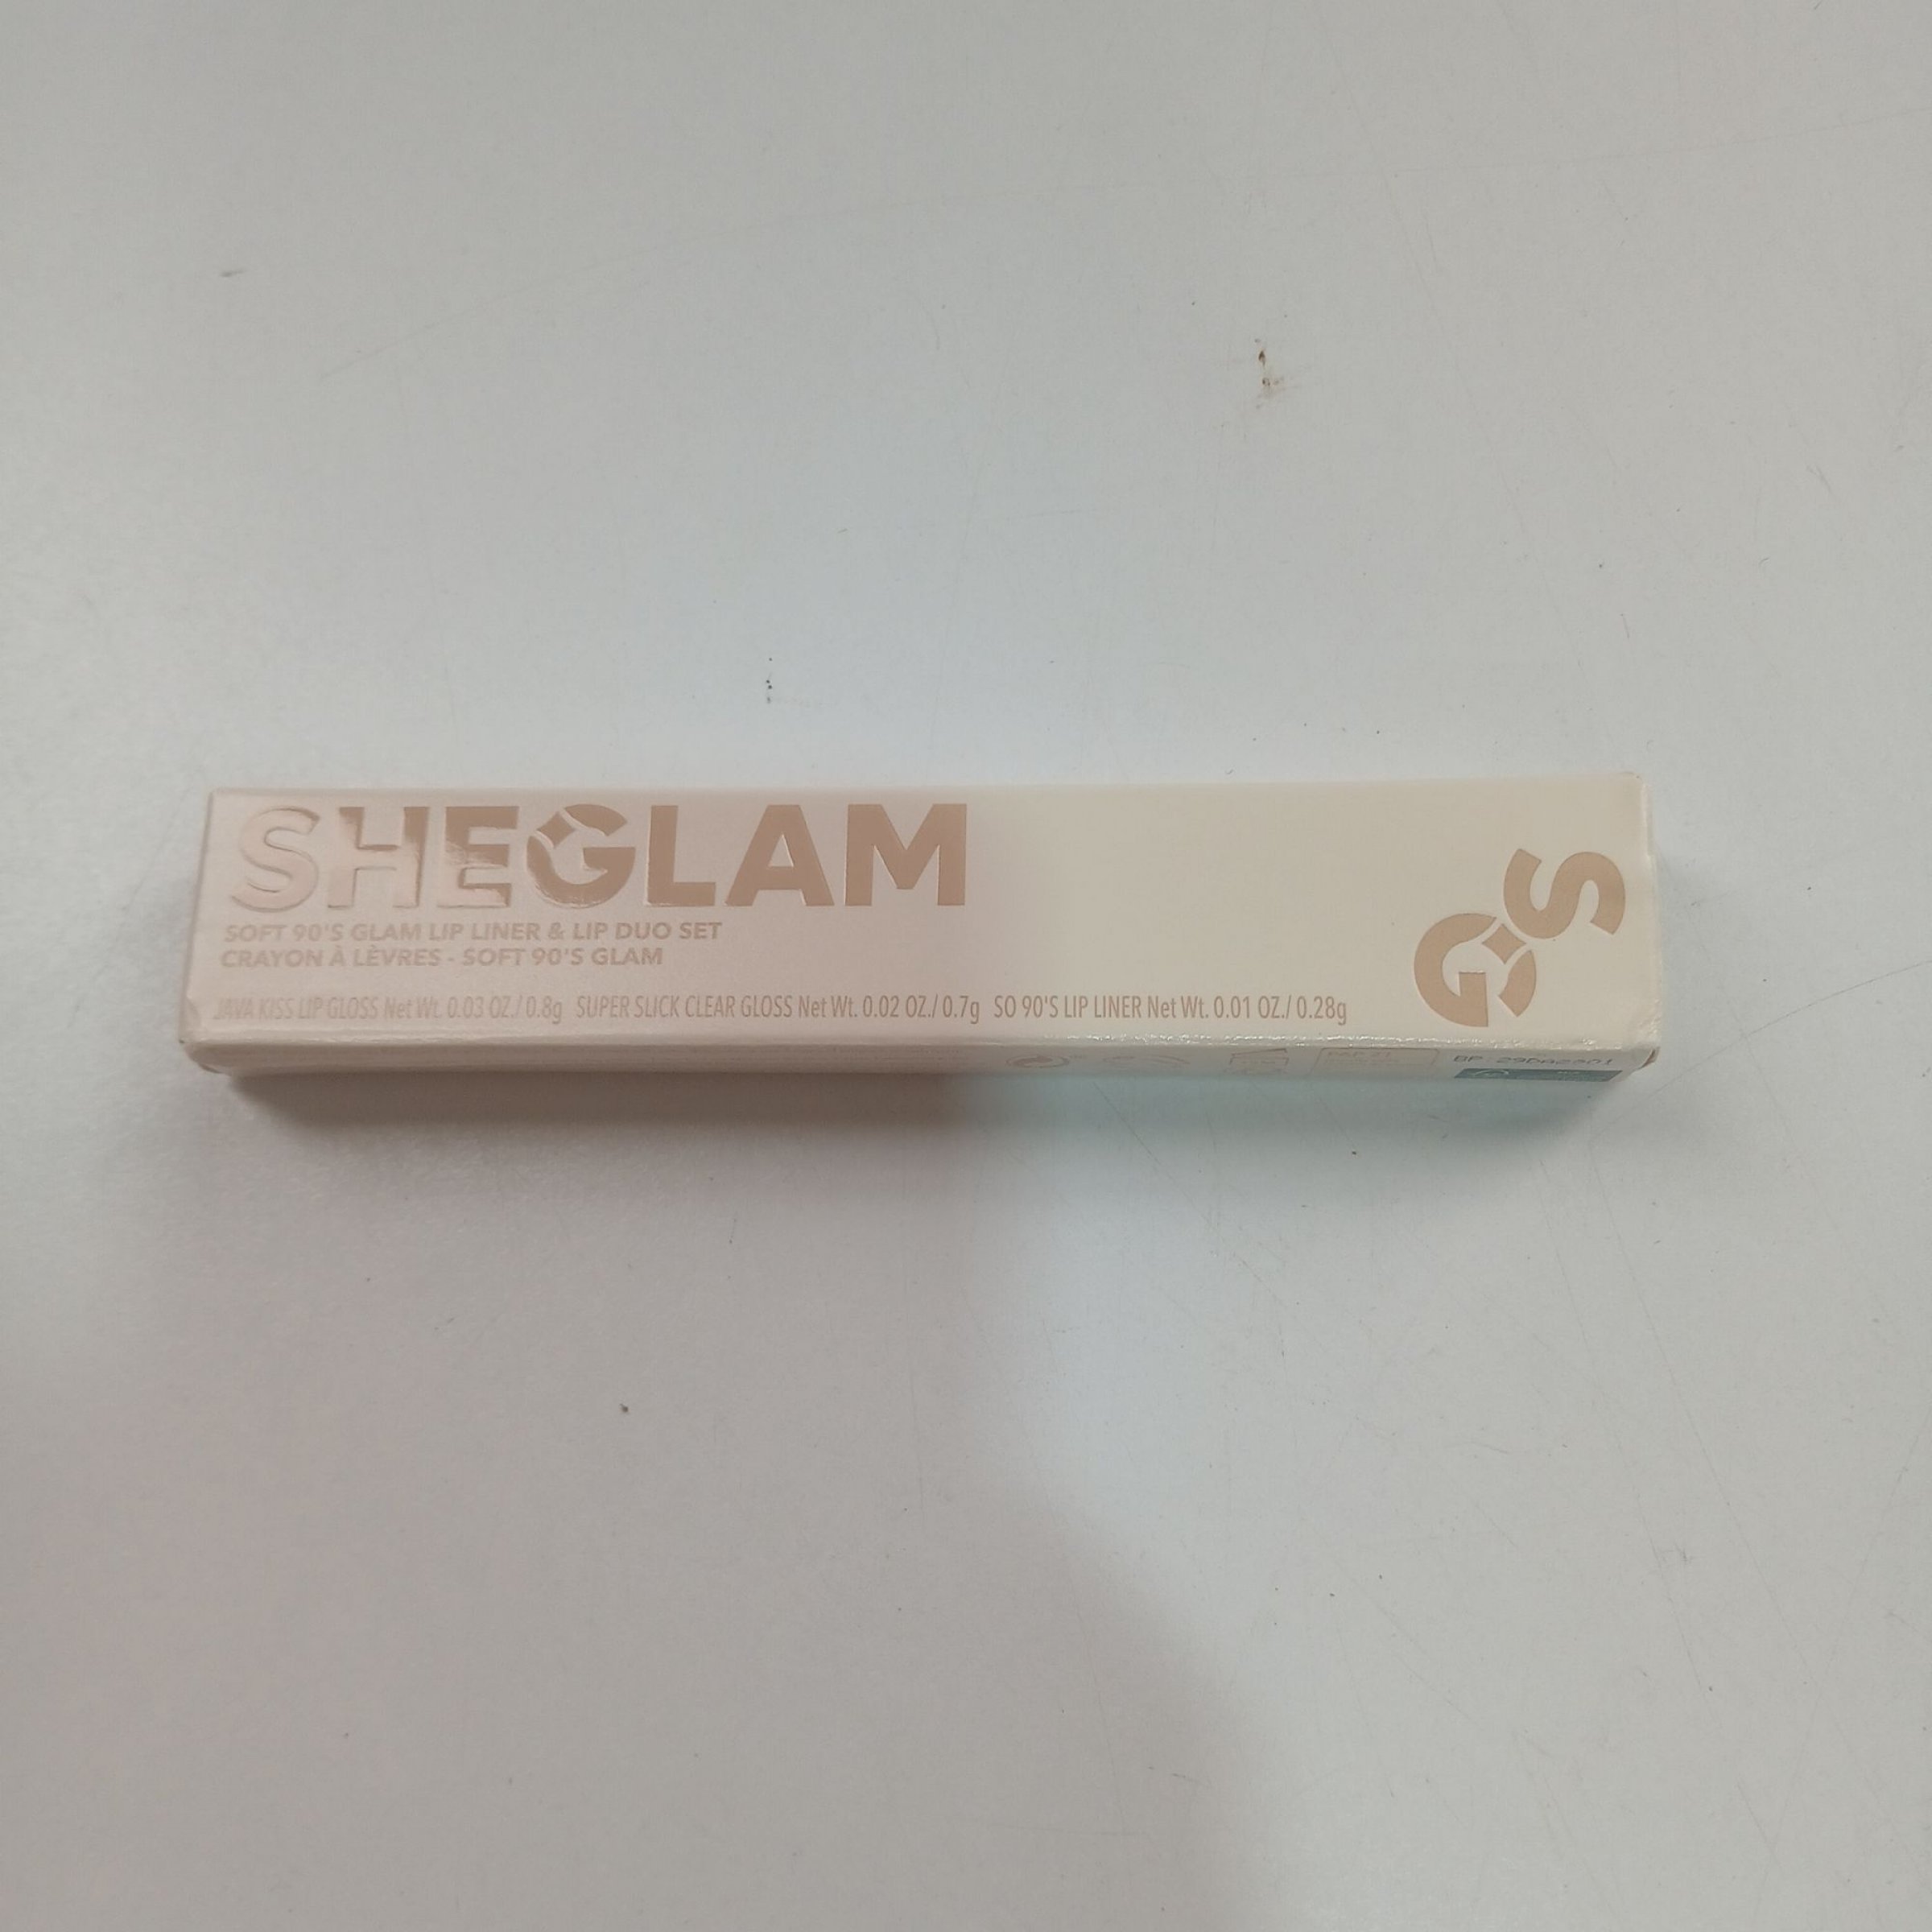 SHEGLAM
SOFT 90'S GLAM LIP LINER & LIP DUO SET
CRAYON À LÈVRES - SOFT 90'S GLAM
JAVA KISS LIP GLOSS Net Wt. 0.03 OZ./ 0.8g SUPER SLICK CLEAR GLOSS Net Wt. 0.02 OZ./ 0.7g SO 90'S LIP LINER Net Wt. 0.01 OZ./ 0.28g
SG